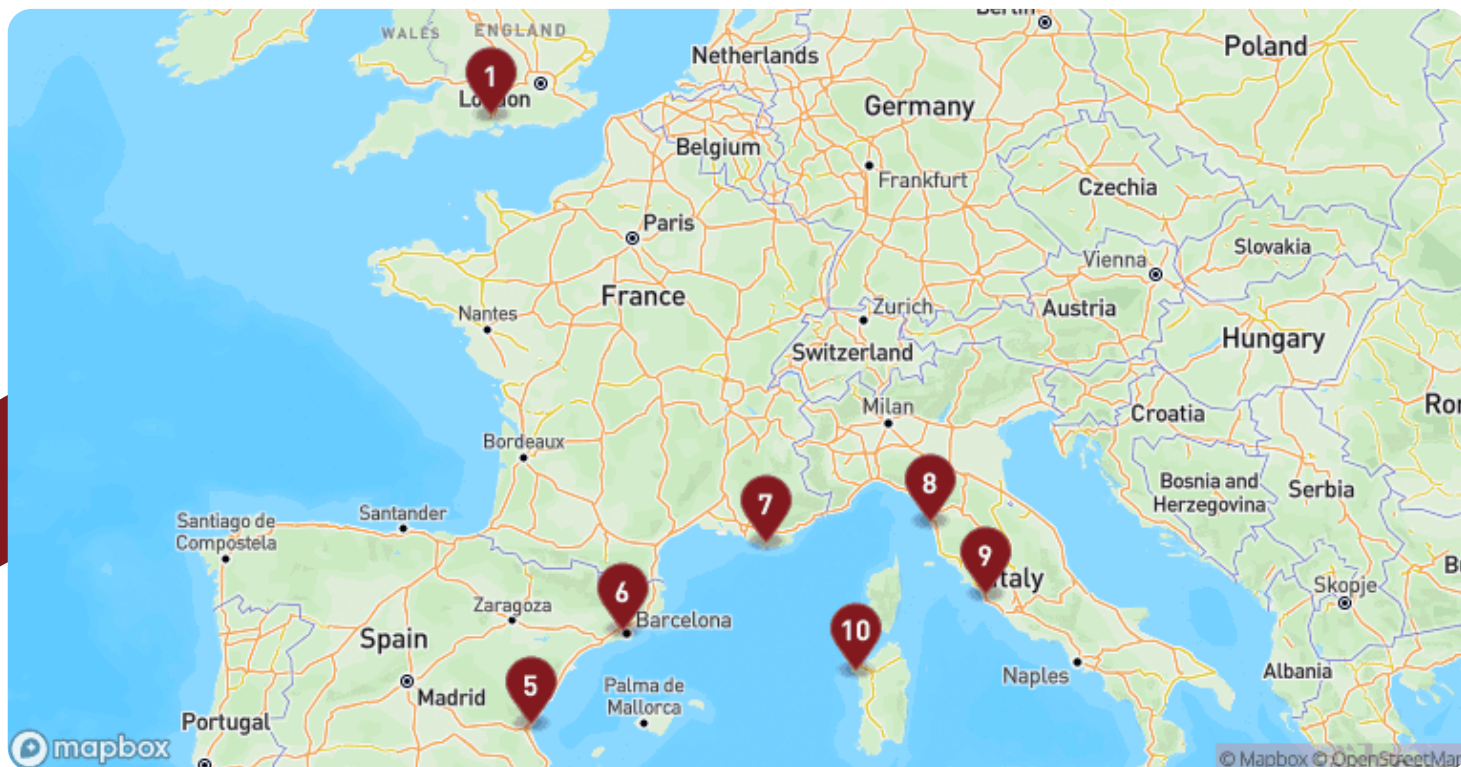 Berlin
WALES
ENGLAND
Netherlands
Poland
1
London
Germany
Belgium
Frankfurt
Czechia
Paris
Slovakia
Vienna
France
Nantes
Zurich
Austria
Switzerland
Hungary
Milan
Croatia
Ror
Bordeaux
8
Bosnia and
Herzegovina
Serbia
7
Santander
Santiago de
Compostela
9
Italy
Skopje
B
6
Zaragoza
Barcelona
10
Spain
Albania
Naples
5
Palma de
Mallorca
Madrid
Portugal
mapbox
© Mapbox © OpenStreetMap